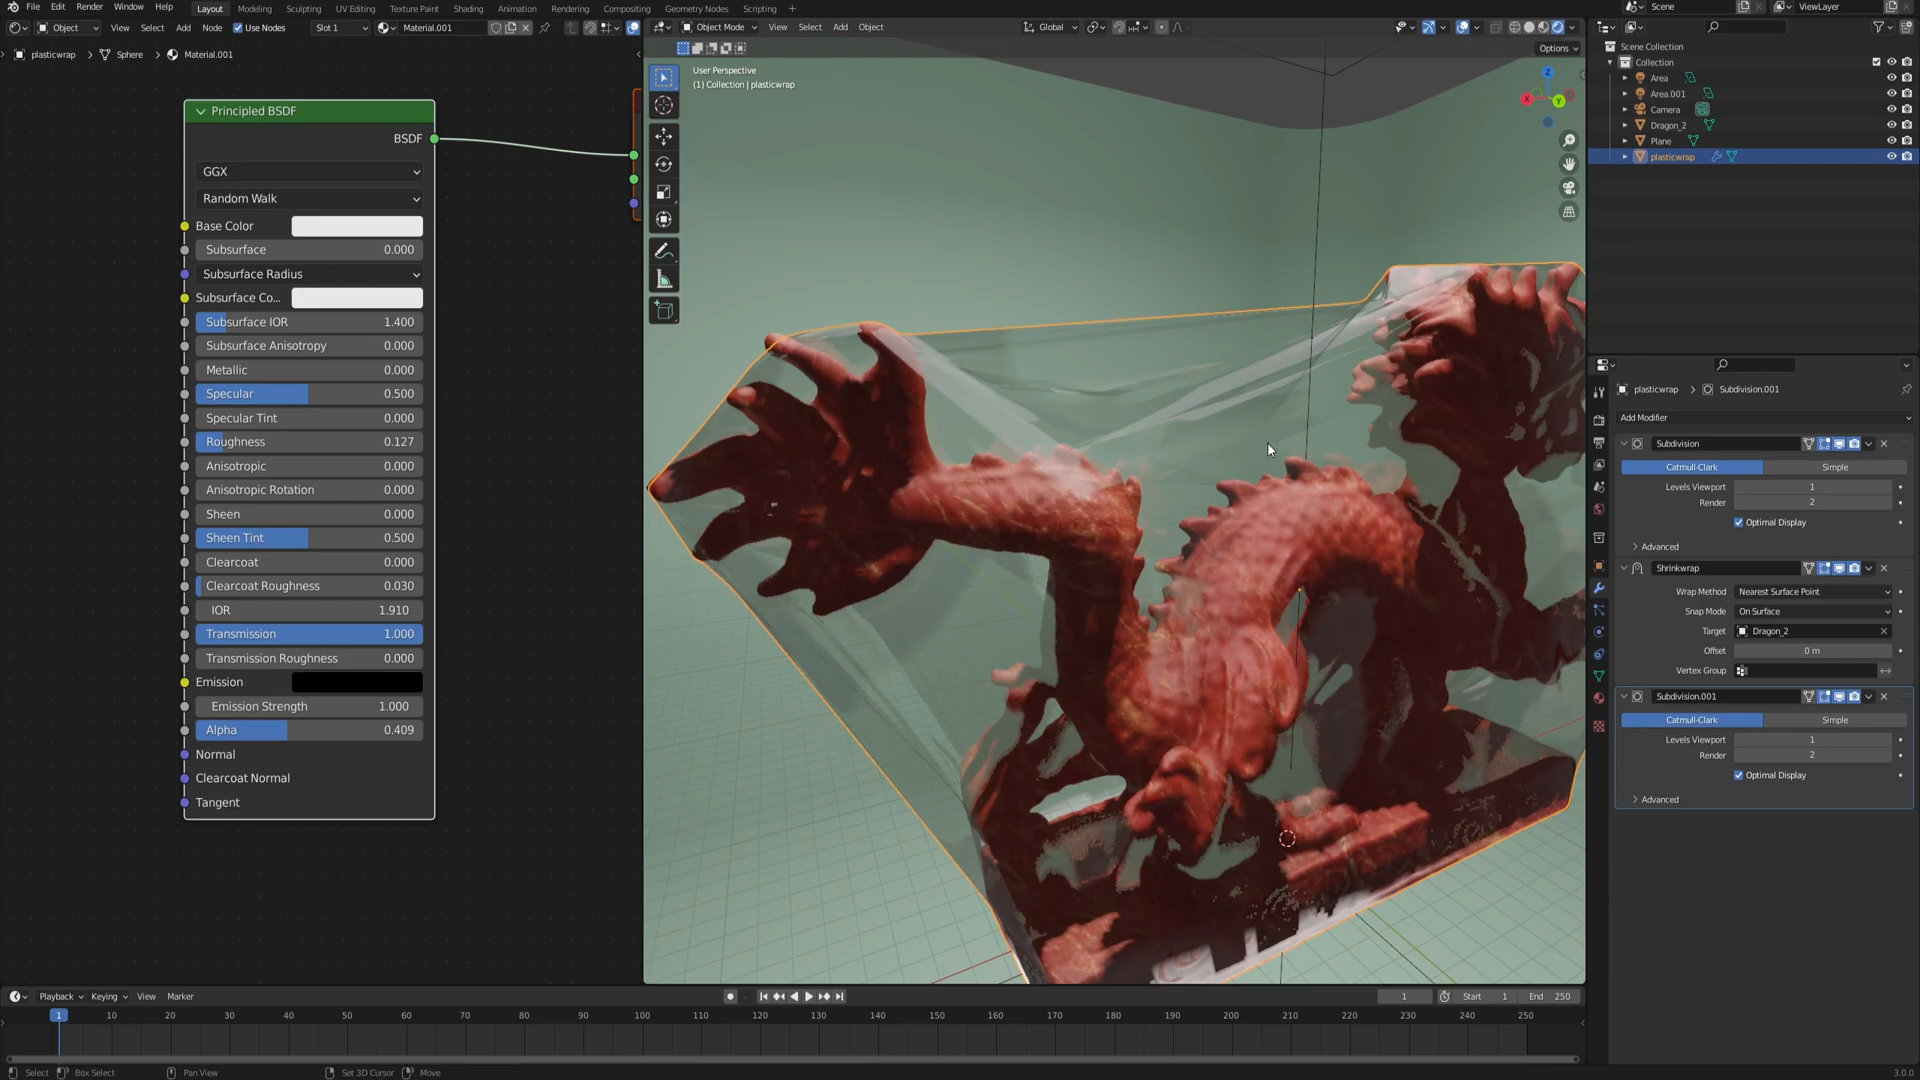 File Edit Render Window Help Layout Modeling Sculpting UV Editing Texture Paint Shading Animation Rendering Compositing Geometry Nodes Scripting + Scene ViewLayer
Object View Select Add Node Use Nodes Slot 1 Material.001
Object Mode View Select Add Object Global
plasticwrap > Sphere > Material.001
Options
User Perspective
(1) Collection | plasticwrap
Z
X
Y
Principled BSDF
BSDF
GGX
Random Walk
Base Color
Subsurface 0.000
Subsurface Radius
Subsurface Co...
Subsurface IOR 1.400
Subsurface Anisotropy 0.000
Metallic 0.000
Specular 0.500
Specular Tint 0.000
Roughness 0.127
Anisotropic 0.000
Anisotropic Rotation 0.000
Sheen 0.000
Sheen Tint 0.500
Clearcoat 0.000
Clearcoat Roughness 0.030
IOR 1.910
Transmission 1.000
Transmission Roughness 0.000
Emission
Emission Strength 1.000
Alpha 0.409
Normal
Clearcoat Normal
Tangent
Scene Collection
Collection
Area
Area.001
Camera
Dragon_2
Plane
plasticwrap
plasticwrap > Subdivision.001
Add Modifier
Subdivision
Catmull-Clark Simple
Levels Viewport 1
Render 2
Optimal Display
Advanced
Shrinkwrap
Wrap Method Nearest Surface Point
Snap Mode On Surface
Target Dragon_2
Offset 0 m
Vertex Group
Subdivision.001
Catmull-Clark Simple
Levels Viewport 1
Render 2
Optimal Display
Advanced
Playback Keying View Marker 1 Start 1 End 250
1 10 20 30 40 50 60 70 80 90 100 110 120 130 140 150 160 170 180 190 200 210 220 230 240 250
Select Box Select Pan View Set 3D Cursor Move 3.0.0